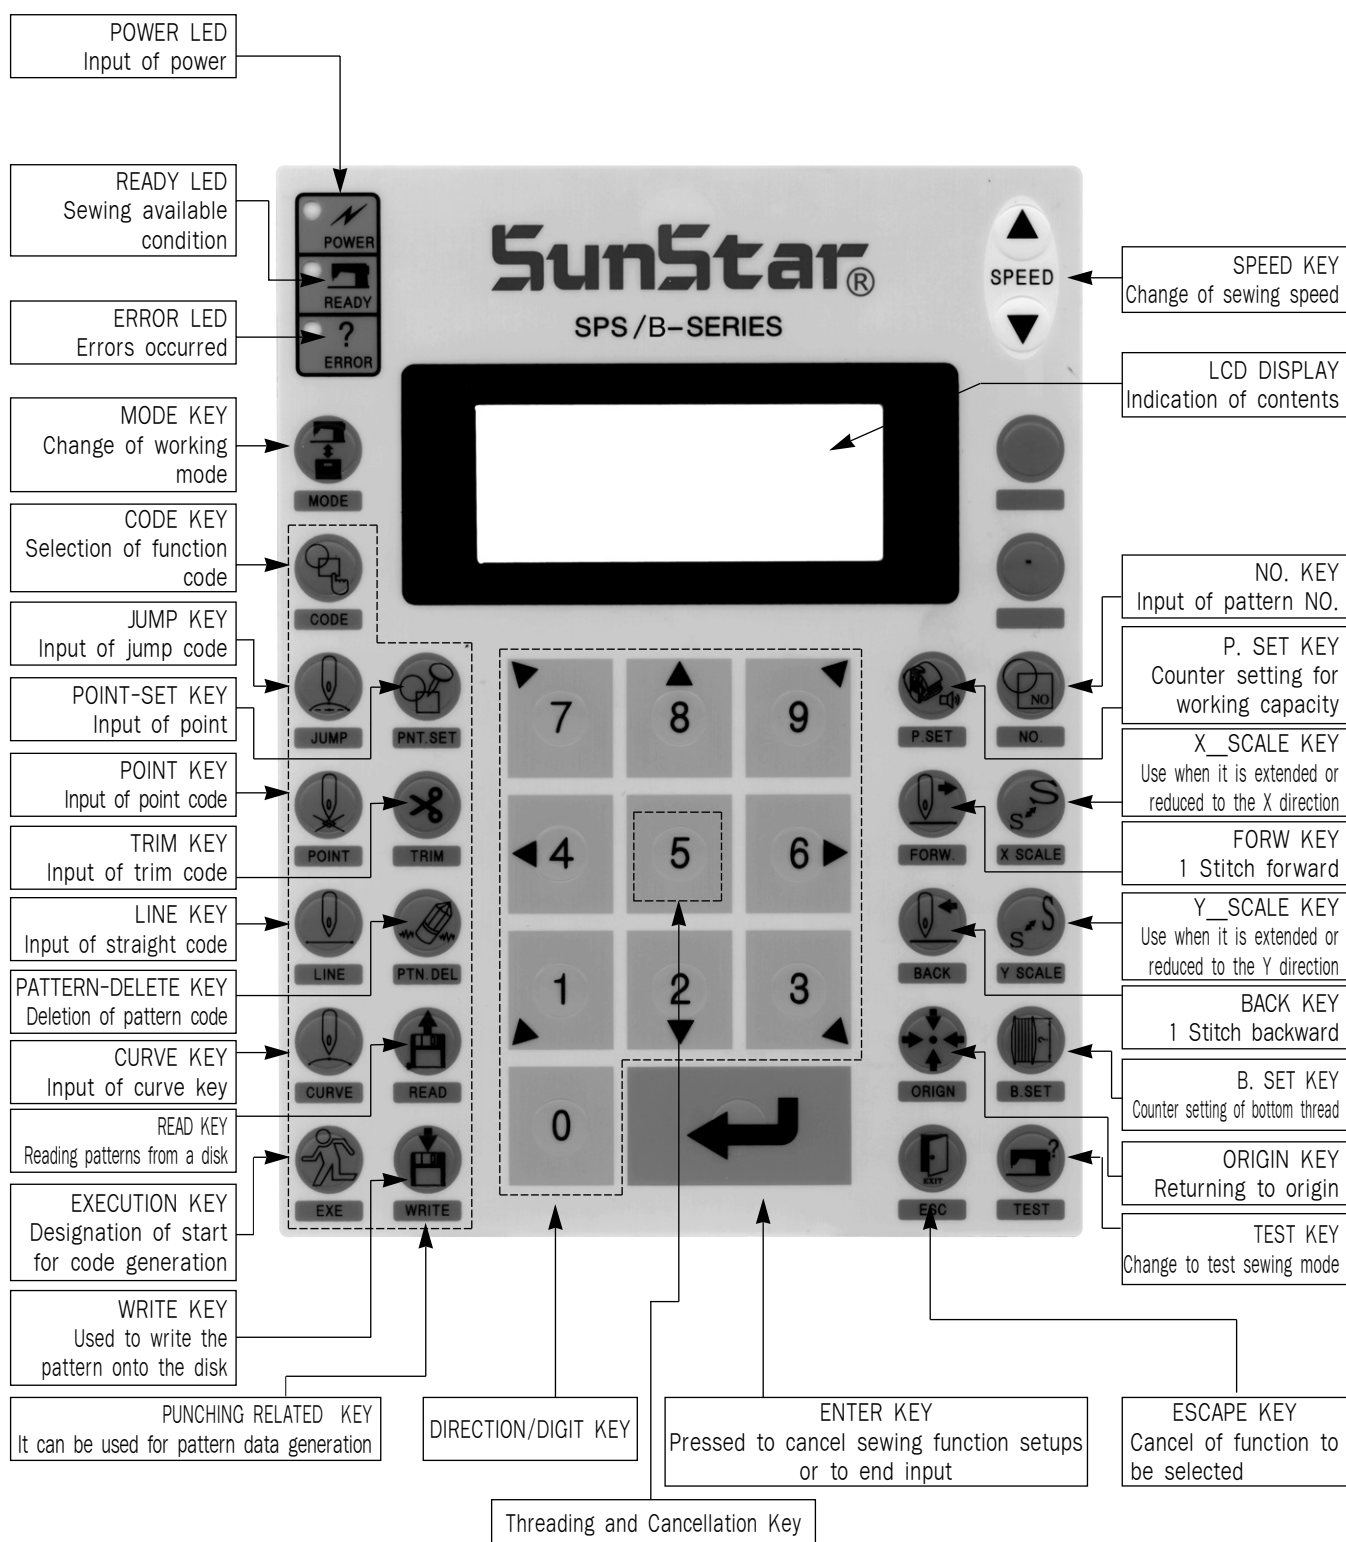 POWER LED
Input of power
READY LED
Sewing available
condition
ERROR LED
Errors occurred
MODE KEY
Change of working
mode
CODE KEY
Selection of function
code
JUMP KEY
Input of jump code
POINT-SET KEY
Input of point
POINT KEY
Input of point code
TRIM KEY
Input of trim code
LINE KEY
Input of straight code
PATTERN-DELETE KEY
Deletion of pattern code
CURVE KEY
Input of curve key
READ KEY
Reading patterns from a disk
EXECUTION KEY
Designation of start
for code generation
WRITE KEY
Used to write the
pattern onto the disk
PUNCHING RELATED KEY
It can be used for pattern data generation
POWER
READY
?
ERROR
SunStar®
SPS/B-SERIES
SPEED
MODE
CODE
JUMP
PNT.SET
POINT
TRIM
LINE
PTN.DEL
CURVE
READ
EXE
WRITE
7
8
9
4
5
6
1
2
3
0
P.SET
NO
NO.
FORW.
S S
X SCALE
BACK
S S
Y SCALE
ORIGN
?
B.SET
EXIT
ESC
?
TEST
SPEED KEY
Change of sewing speed
LCD DISPLAY
Indication of contents
NO. KEY
Input of pattern NO.
P. SET KEY
Counter setting for
working capacity
X__SCALE KEY
Use when it is extended or
reduced to the X direction
FORW KEY
1 Stitch forward
Y__SCALE KEY
Use when it is extended or
reduced to the Y direction
BACK KEY
1 Stitch backward
B. SET KEY
Counter setting of bottom thread
ORIGIN KEY
Returning to origin
TEST KEY
Change to test sewing mode
DIRECTION/DIGIT KEY
ENTER KEY
Pressed to cancel sewing function setups
or to end input
ESCAPE KEY
Cancel of function to
be selected
Threading and Cancellation Key